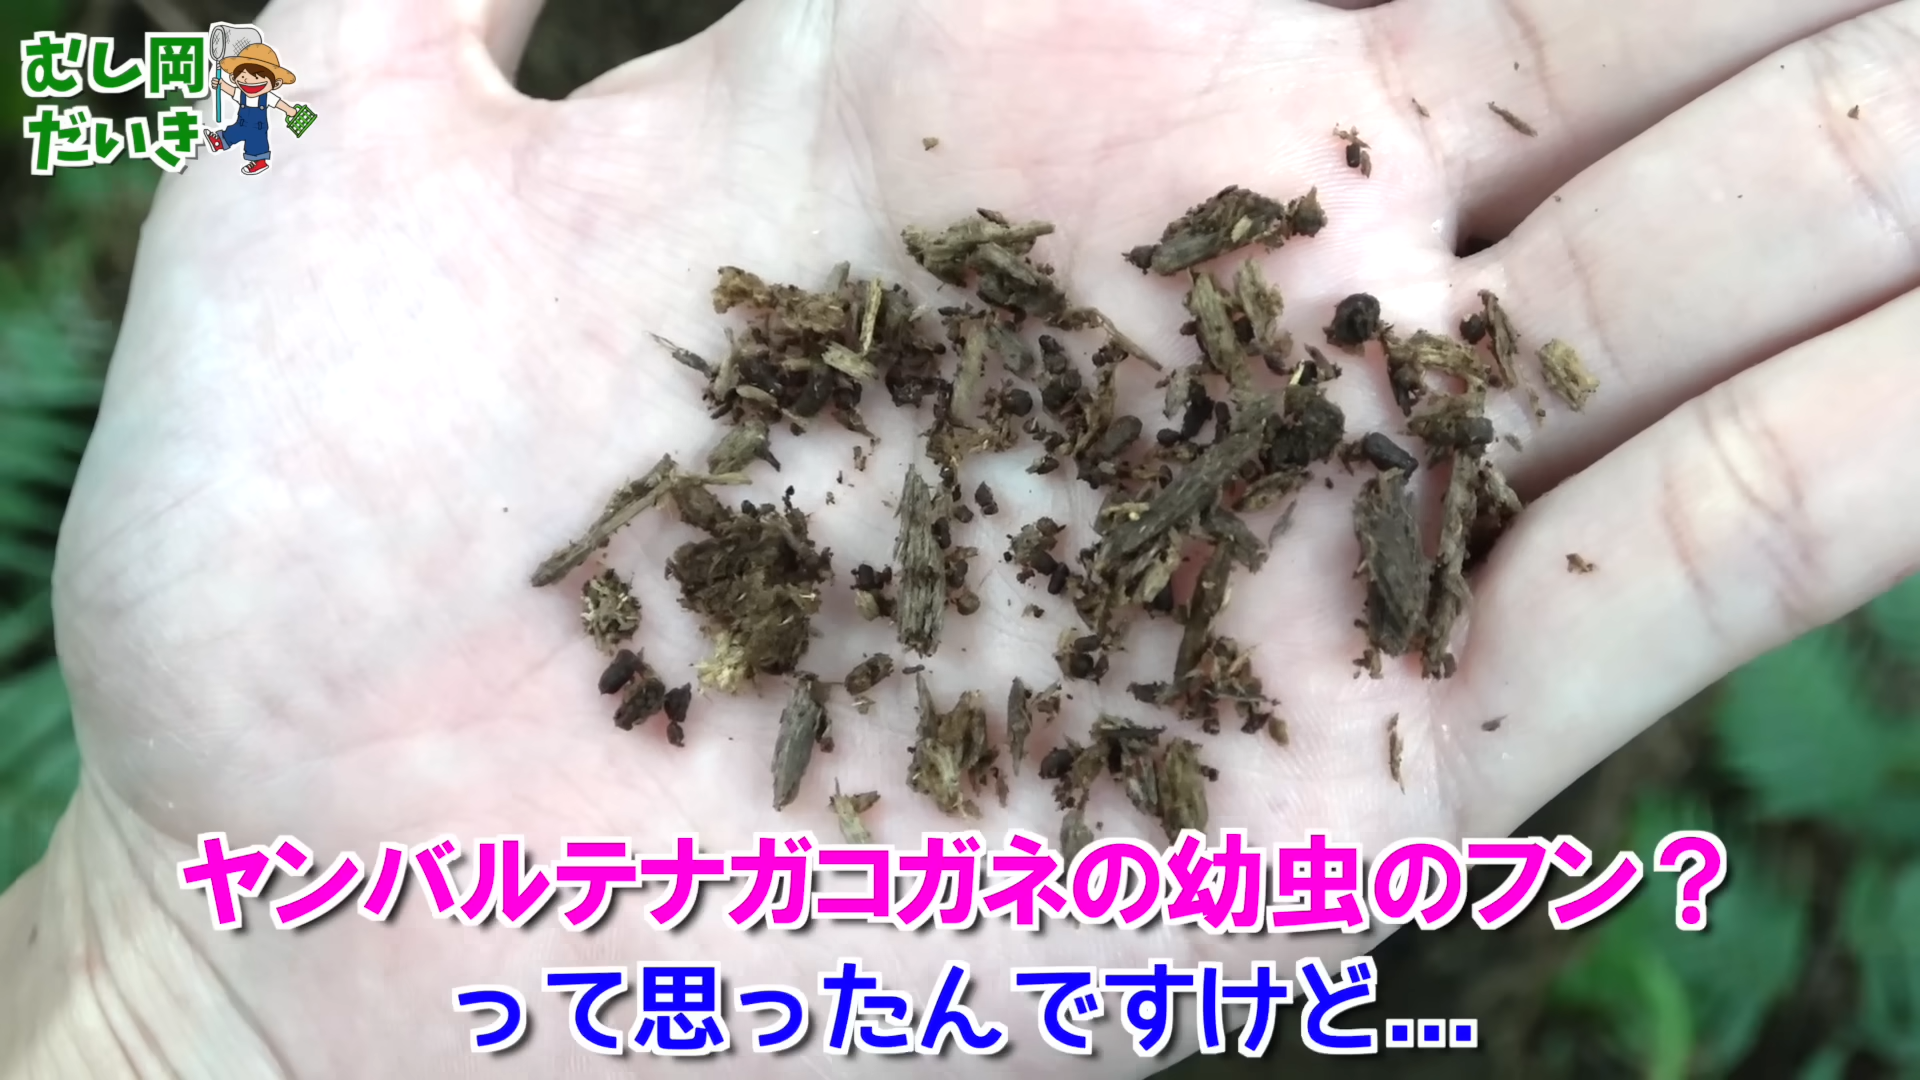 むし岡
だいき
ヤンバルテナガコガネの幼虫のフン？
って思ったんですけど...